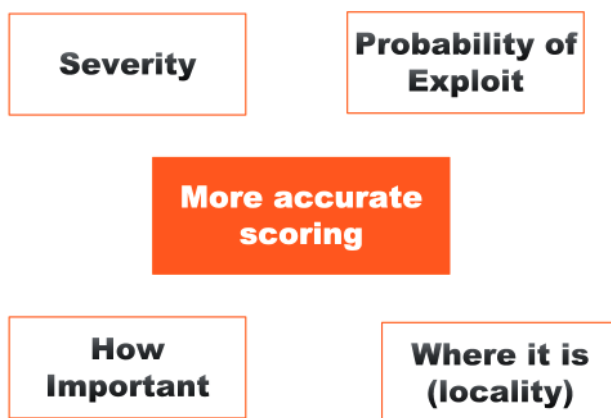 Severity
Probability of
Exploit
More accurate
scoring
How
Important
Where it is
(locality)